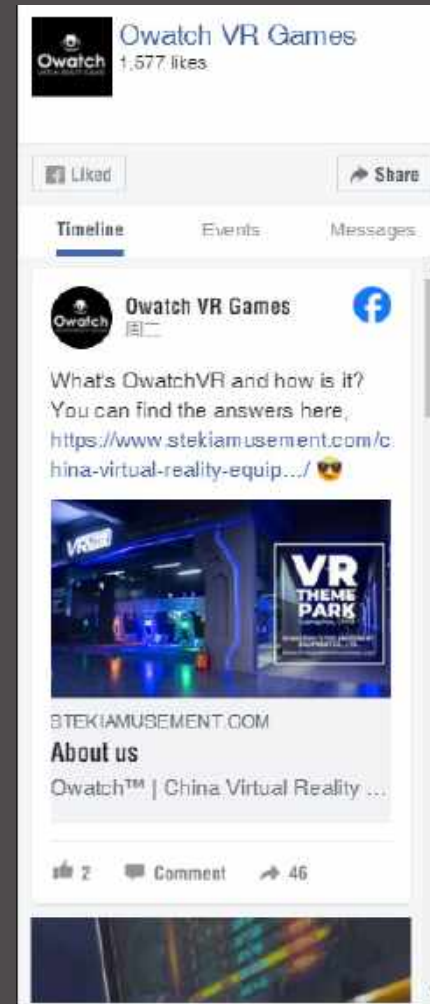 Owatch
Owatch VR Games
1,577 likes
Liked
Share
Timeline
Events
Messages
Owatch
Owatch VR Games
周二
What's OwatchVR and how is it?
You can find the answers here,
https://www.stekiamusement.com/c
hina-virtual-reality-equip.../ 😎
VR
THEME
PARK
STEKIAMUSEMENT.COM
About us
Owatch™ | China Virtual Reality ...
2
Comment
46